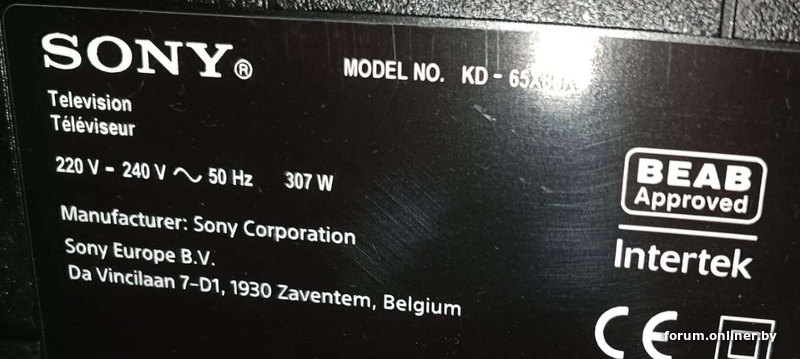 SONY®
MODEL NO. KD - 65X
Television
Téléviseur
220 V - 240 V ~ 50 Hz 307 W
Manufacturer: Sony Corporation
Sony Europe B.V.
Da Vincilaan 7-D1, 1930 Zaventem, Belgium
BEAB
Approved
Intertek
CE
forum.onliner.by